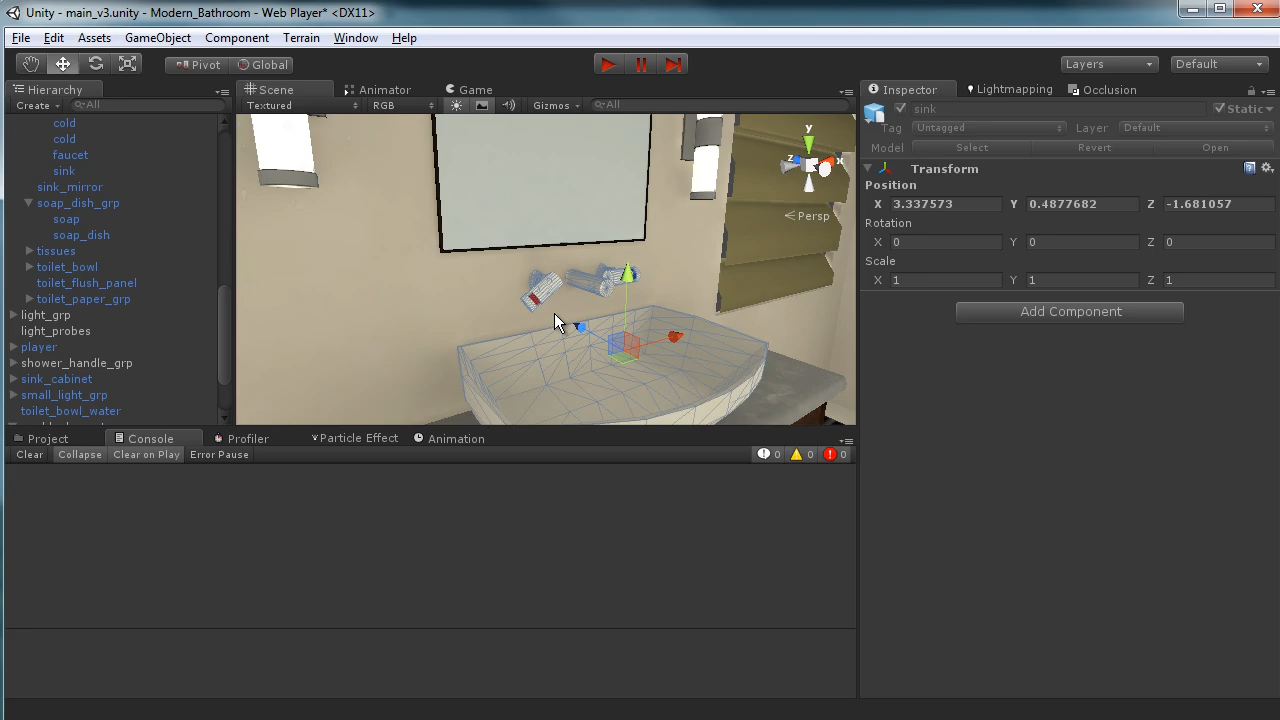 Unity - main_v3.unity - Modern_Bathroom - Web Player* <DX11>
File Edit Assets GameObject Component Terrain Window Help
Pivot Global Layers Default
Hierarchy
Create All
cold
cold
faucet
sink
sink_mirror
soap_dish_grp
soap
soap_dish
tissues
toilet_bowl
toilet_flush_panel
toilet_paper_grp
light_grp
light_probes
player
shower_handle_grp
sink_cabinet
small_light_grp
toilet_bowl_water
Scene Animator Game
Textured RGB Gizmos All
y
z x
Persp
Inspector Lightmapping Occlusion
sink Static
Tag Untagged Layer Default
Model Select Revert Open
Transform
Position
X 3.337573 Y 0.4877682 Z -1.681057
Rotation
X 0 Y 0 Z 0
Scale
X 1 Y 1 Z 1
Add Component
Project Console Profiler Particle Effect Animation
Clear Collapse Clear on Play Error Pause 0 0 0